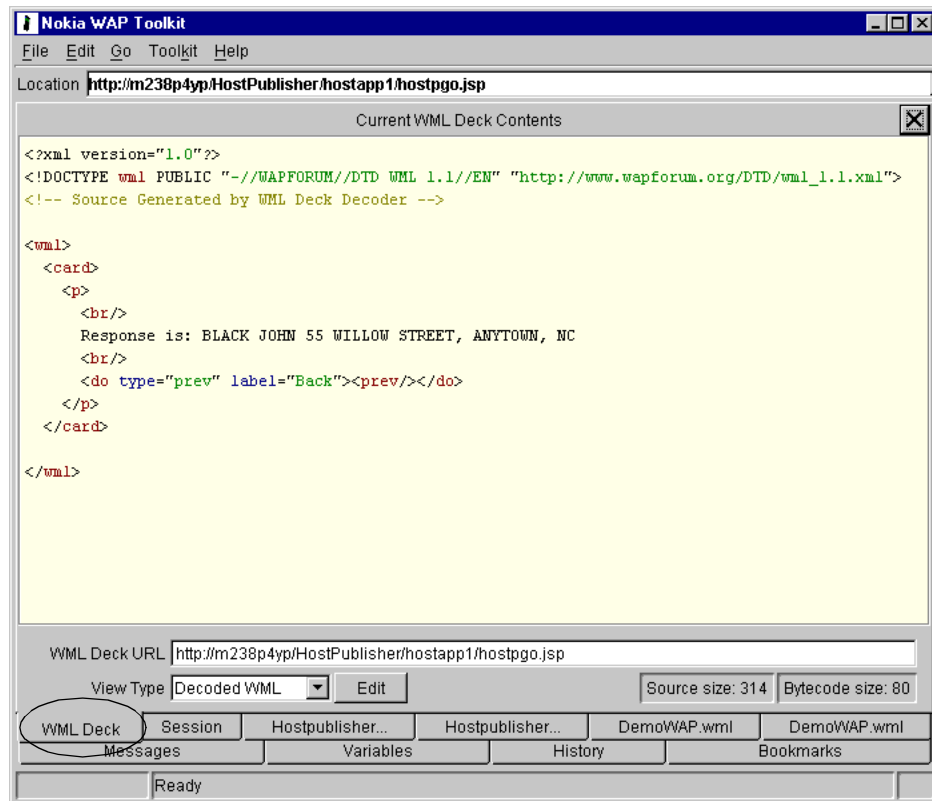 Nokia WAP Toolkit
File Edit Go Toolkit Help
Location http://m238p4yp/HostPublisher/hostapp1/hostpgo.jsp
Current WML Deck Contents
<?xml version="1.0"?>
<!DOCTYPE wml PUBLIC "-//WAPFORUM//DTD WML 1.1//EN" "http://www.wapforum.org/DTD/wml_1.1.xml">
<!-- Source Generated by WML Deck Decoder -->
<wml>
<card>
<p>
<br/>
Response is: BLACK JOHN 55 WILLOW STREET, ANYTOWN, NC
<br/>
<do type="prev" label="Back"><prev/></do>
</p>
</card>
</wml>
WML Deck URL http://m238p4yp/HostPublisher/hostapp1/hostpgo.jsp
View Type Decoded WML Edit Source size: 314 Bytecode size: 80
WML Deck Session Hostpublisher... Hostpublisher... DemoWAP.wml DemoWAP.wml
Messages Variables History Bookmarks
Ready